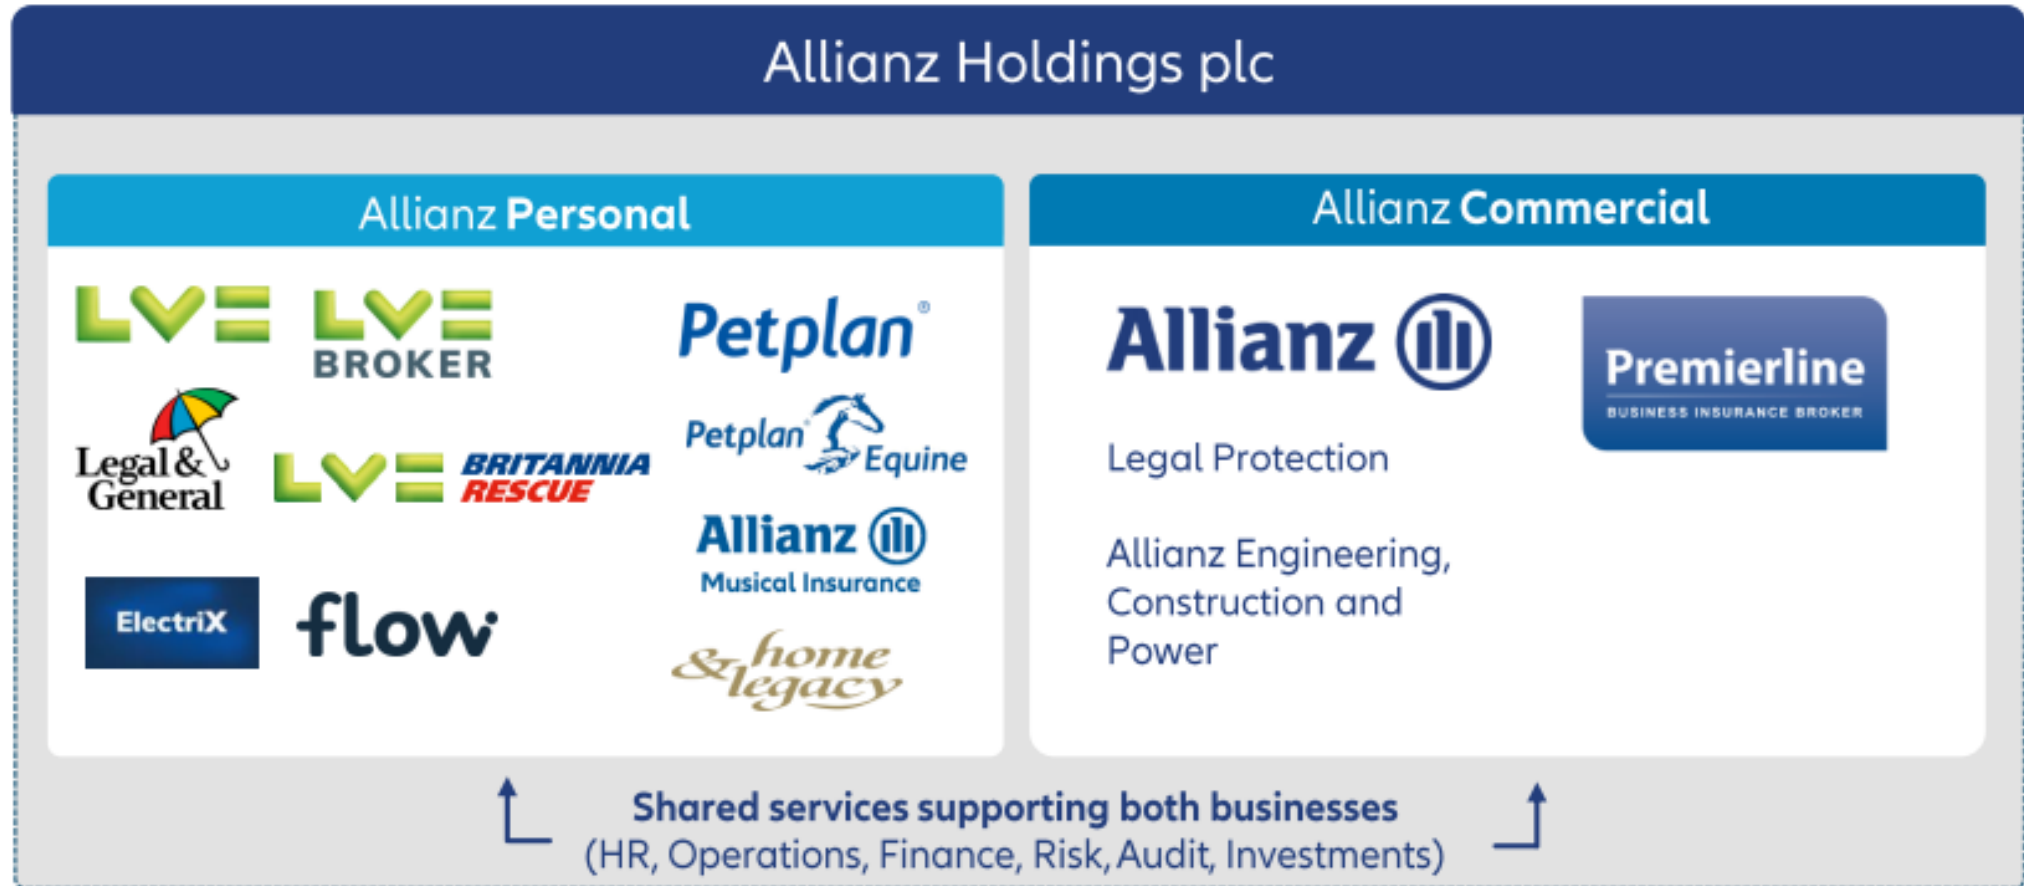 Allianz Holdings plc
Allianz Personal
LV=
LV=
BROKER
Legal &
General
LV= BRITANNIA
RESCUE
ElectriX
flow
Petplan®
Petplan® Equine
Allianz
Musical Insurance
home
& legacy
Allianz Commercial
Allianz
Legal Protection
Allianz Engineering,
Construction and
Power
Premierline
BUSINESS INSURANCE BROKER
Shared services supporting both businesses
(HR, Operations, Finance, Risk, Audit, Investments)